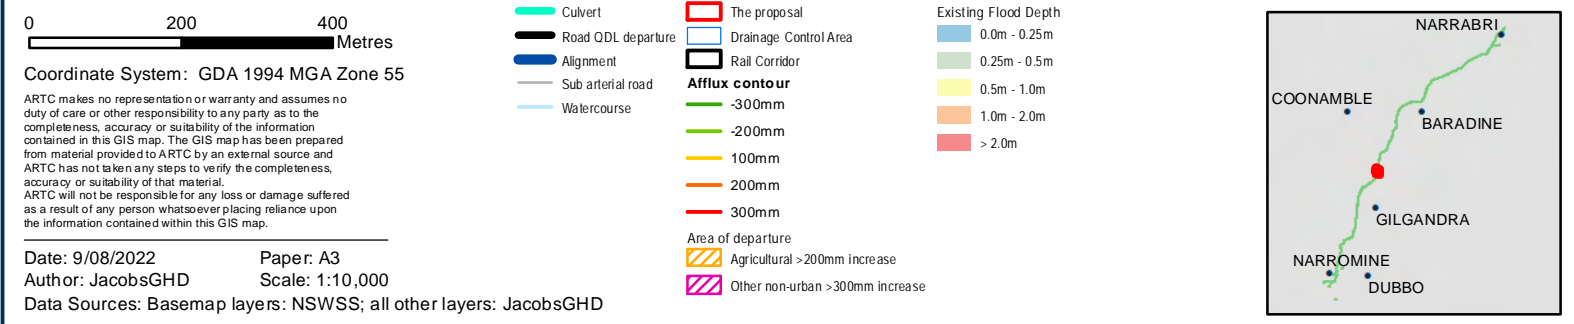 0 200 400
Metres
Coordinate System: GDA 1994 MGA Zone 55
ARTC makes no representation or warranty and assumes no
duty of care or other responsibility to any party as to the
completeness, accuracy or suitability of the information
contained in this GIS map. The GIS map has been prepared
from material provided to ARTC by an external source and
ARTC has not taken any steps to verify the completeness,
accuracy or suitability of that material.
ARTC will not be responsible for any loss or damage suffered
as a result of any person whatsoever placing reliance upon
the information contained within this GIS map.
Date: 9/08/2022 Paper: A3
Author: JacobsGHD Scale: 1:10,000
Data Sources: Basemap layers: NSWSS; all other layers: JacobsGHD
Culvert
Road QDL departure
Alignment
Sub arterial road
Watercourse
The proposal
Drainage Control Area
Rail Corridor
Afflux contour
-300mm
-200mm
100mm
200mm
300mm
Area of departure
Agricultural >200mm increase
Other non-urban >300mm increase
Existing Flood Depth
0.0m - 0.25m
0.25m - 0.5m
0.5m - 1.0m
1.0m - 2.0m
> 2.0m
NARRABRI
COONAMBLE
BARADINE
GILGANDRA
NARROMINE
DUBBO